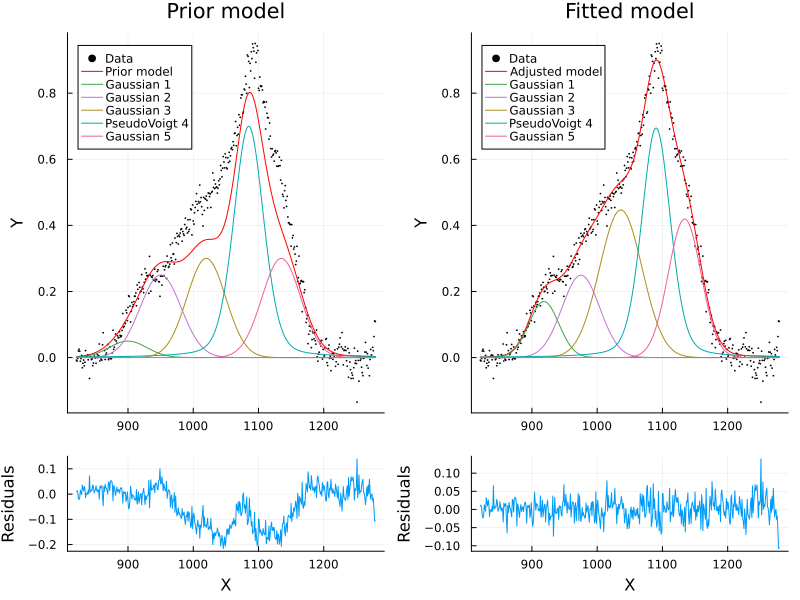 Prior model
Data
Prior model
Gaussian 1
Gaussian 2
Gaussian 3
PseudoVoigt 4
Gaussian 5
Y
0.8
0.6
0.4
0.2
0.0
900 1000 1100 1200
Residuals
0.1
0.0
−0.1
−0.2
900 1000 1100 1200
X
Fitted model
Data
Adjusted model
Gaussian 1
Gaussian 2
Gaussian 3
PseudoVoigt 4
Gaussian 5
Y
0.8
0.6
0.4
0.2
0.0
900 1000 1100 1200
Residuals
0.10
0.05
0.00
−0.05
−0.10
900 1000 1100 1200
X